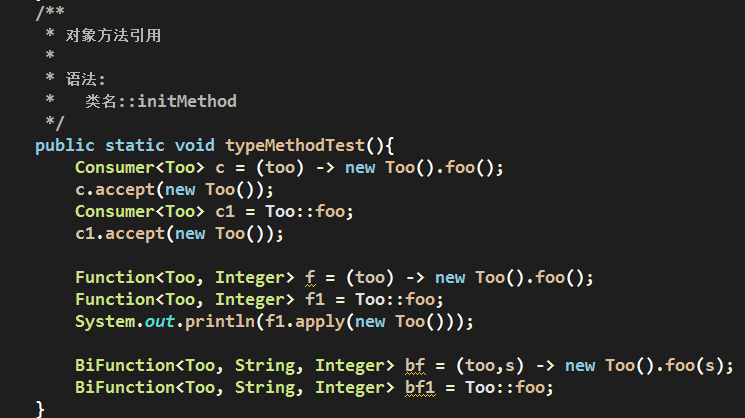 /**
* 对象方法引用
*
* 语法:
* 类名::initMethod
*/
public static void typeMethodTest(){
Consumer<Too> c = (too) -> new Too().foo();
c.accept(new Too());
Consumer<Too> c1 = Too::foo;
c1.accept(new Too());
Function<Too, Integer> f = (too) -> new Too().foo();
Function<Too, Integer> f1 = Too::foo;
System.out.println(f1.apply(new Too()));
BiFunction<Too, String, Integer> bf = (too,s) -> new Too().foo(s);
BiFunction<Too, String, Integer> bf1 = Too::foo;
}